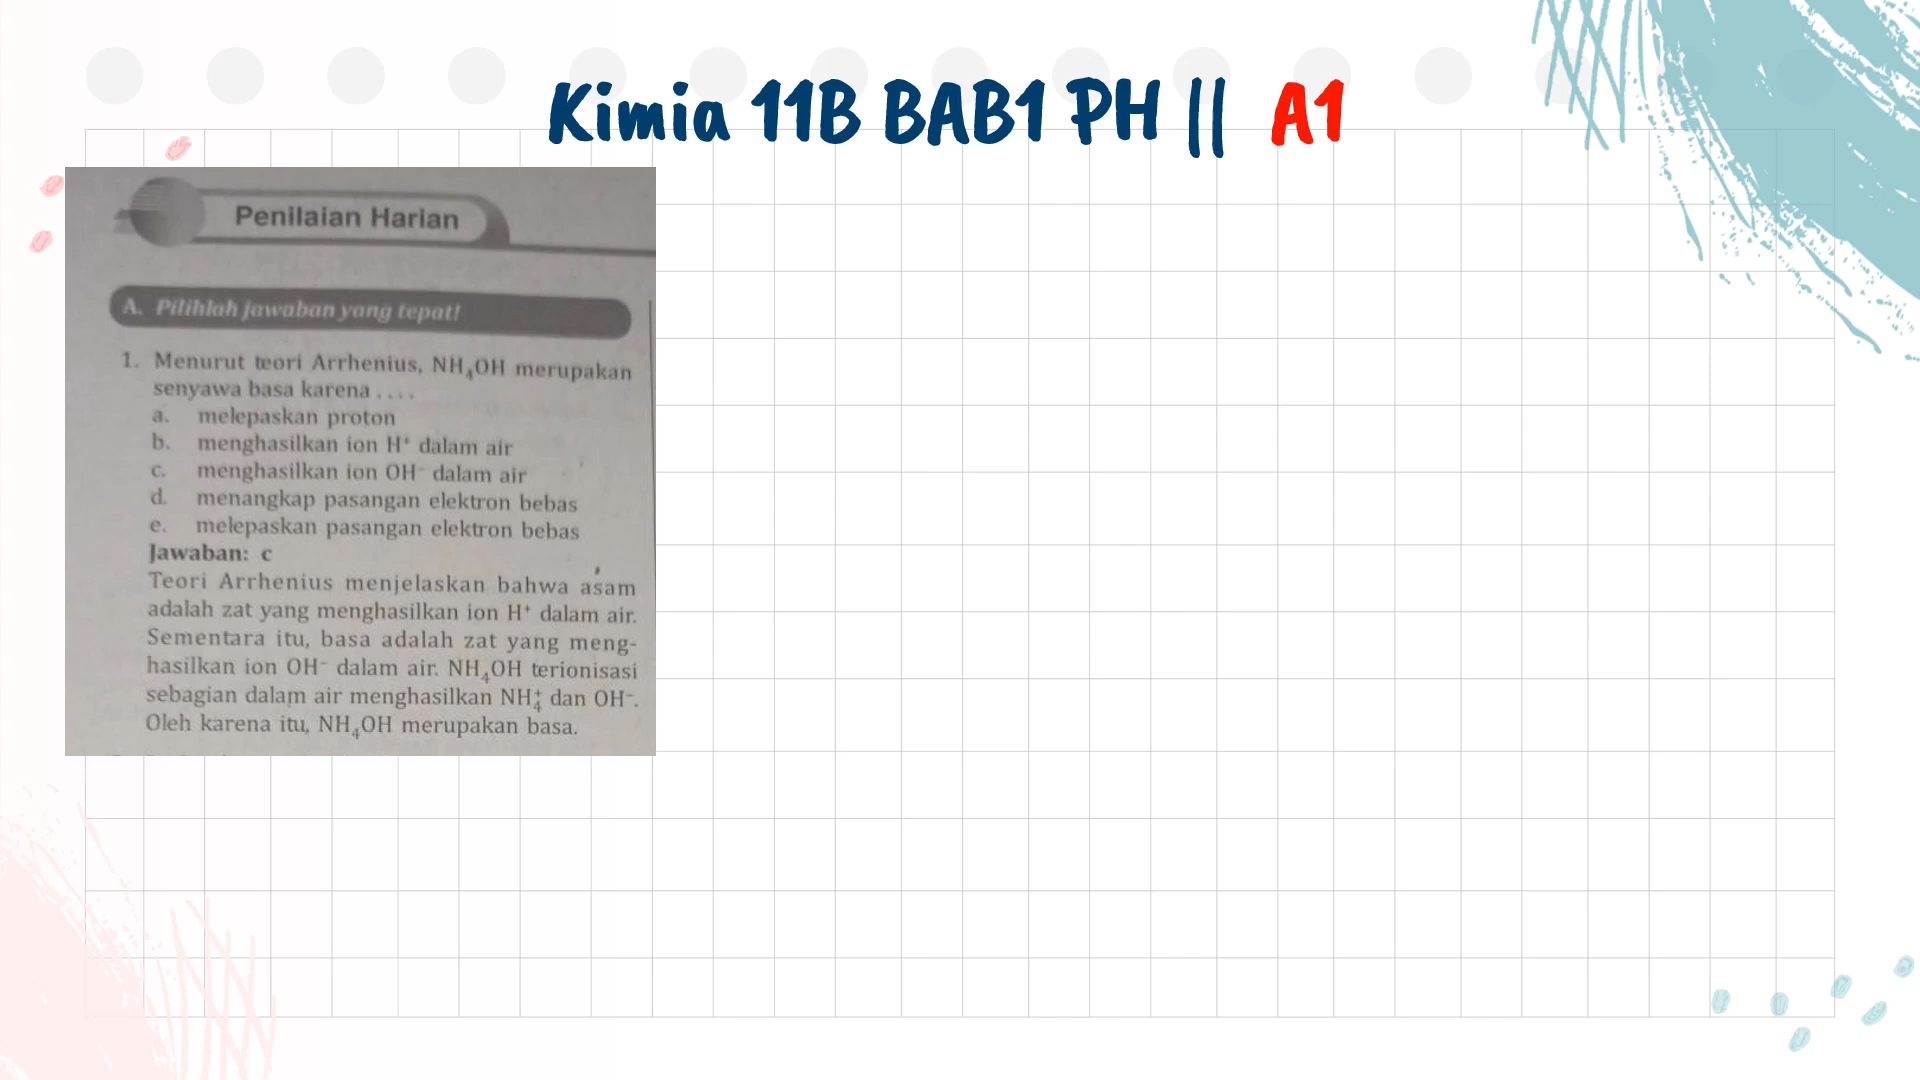 Kimia 11B BAB1 PH || A1
Penilaian Harian
A. Pilihlah jawaban yang tepat!
1. Menurut teori Arrhenius, NH₄OH merupakan
senyawa basa karena . . . .
a. melepaskan proton
b. menghasilkan ion H⁺ dalam air
c. menghasilkan ion OH⁻ dalam air
d. menangkap pasangan elektron bebas
e. melepaskan pasangan elektron bebas
Jawaban: c
Teori Arrhenius menjelaskan bahwa asam
adalah zat yang menghasilkan ion H⁺ dalam air.
Sementara itu, basa adalah zat yang meng-
hasilkan ion OH⁻ dalam air. NH₄OH terionisasi
sebagian dalam air menghasilkan NH₄⁺ dan OH⁻.
Oleh karena itu, NH₄OH merupakan basa.